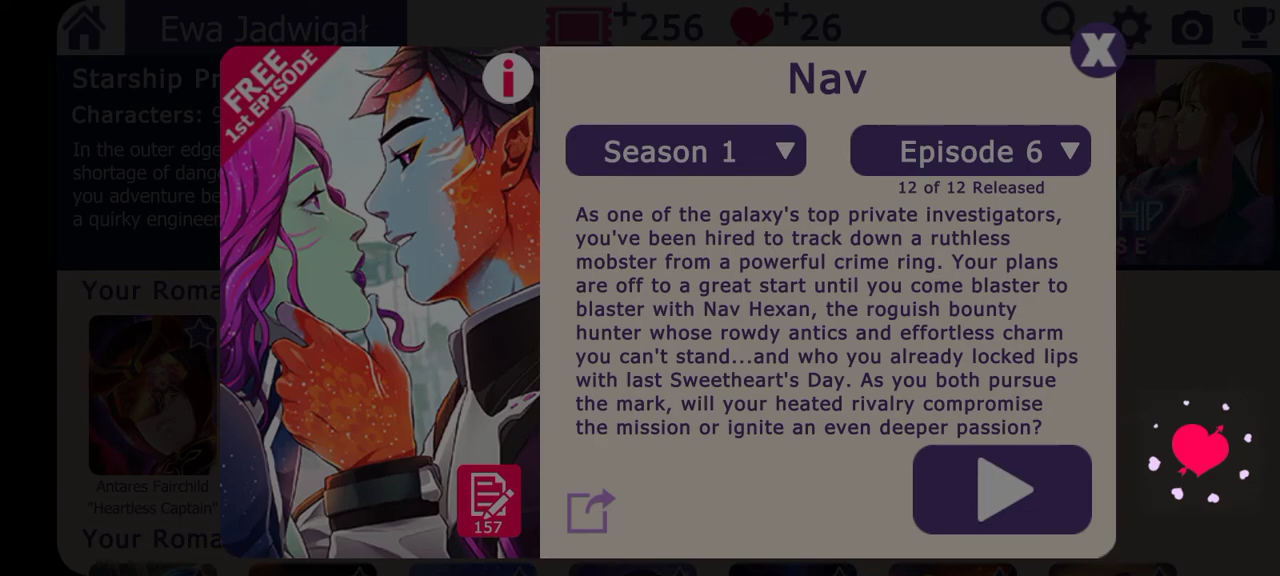 Ewa Jadwigał
+256
+26
Starship Pr
Characters: 9
In the outer edge
shortage of dang
you adventure be
a quirky engineer
Your Roma
Antares Fairchild
"Heartless Captain"
Your Roma
FREE
1st EPISODE
i
157
X
Nav
Season 1 ▼
Episode 6 ▼
12 of 12 Released
As one of the galaxy's top private investigators,
you've been hired to track down a ruthless
mobster from a powerful crime ring. Your plans
are off to a great start until you come blaster to
blaster with Nav Hexan, the roguish bounty
hunter whose rowdy antics and effortless charm
you can't stand...and who you already locked lips
with last Sweetheart's Day. As you both pursue
the mark, will your heated rivalry compromise
the mission or ignite an even deeper passion?
HIP
SE